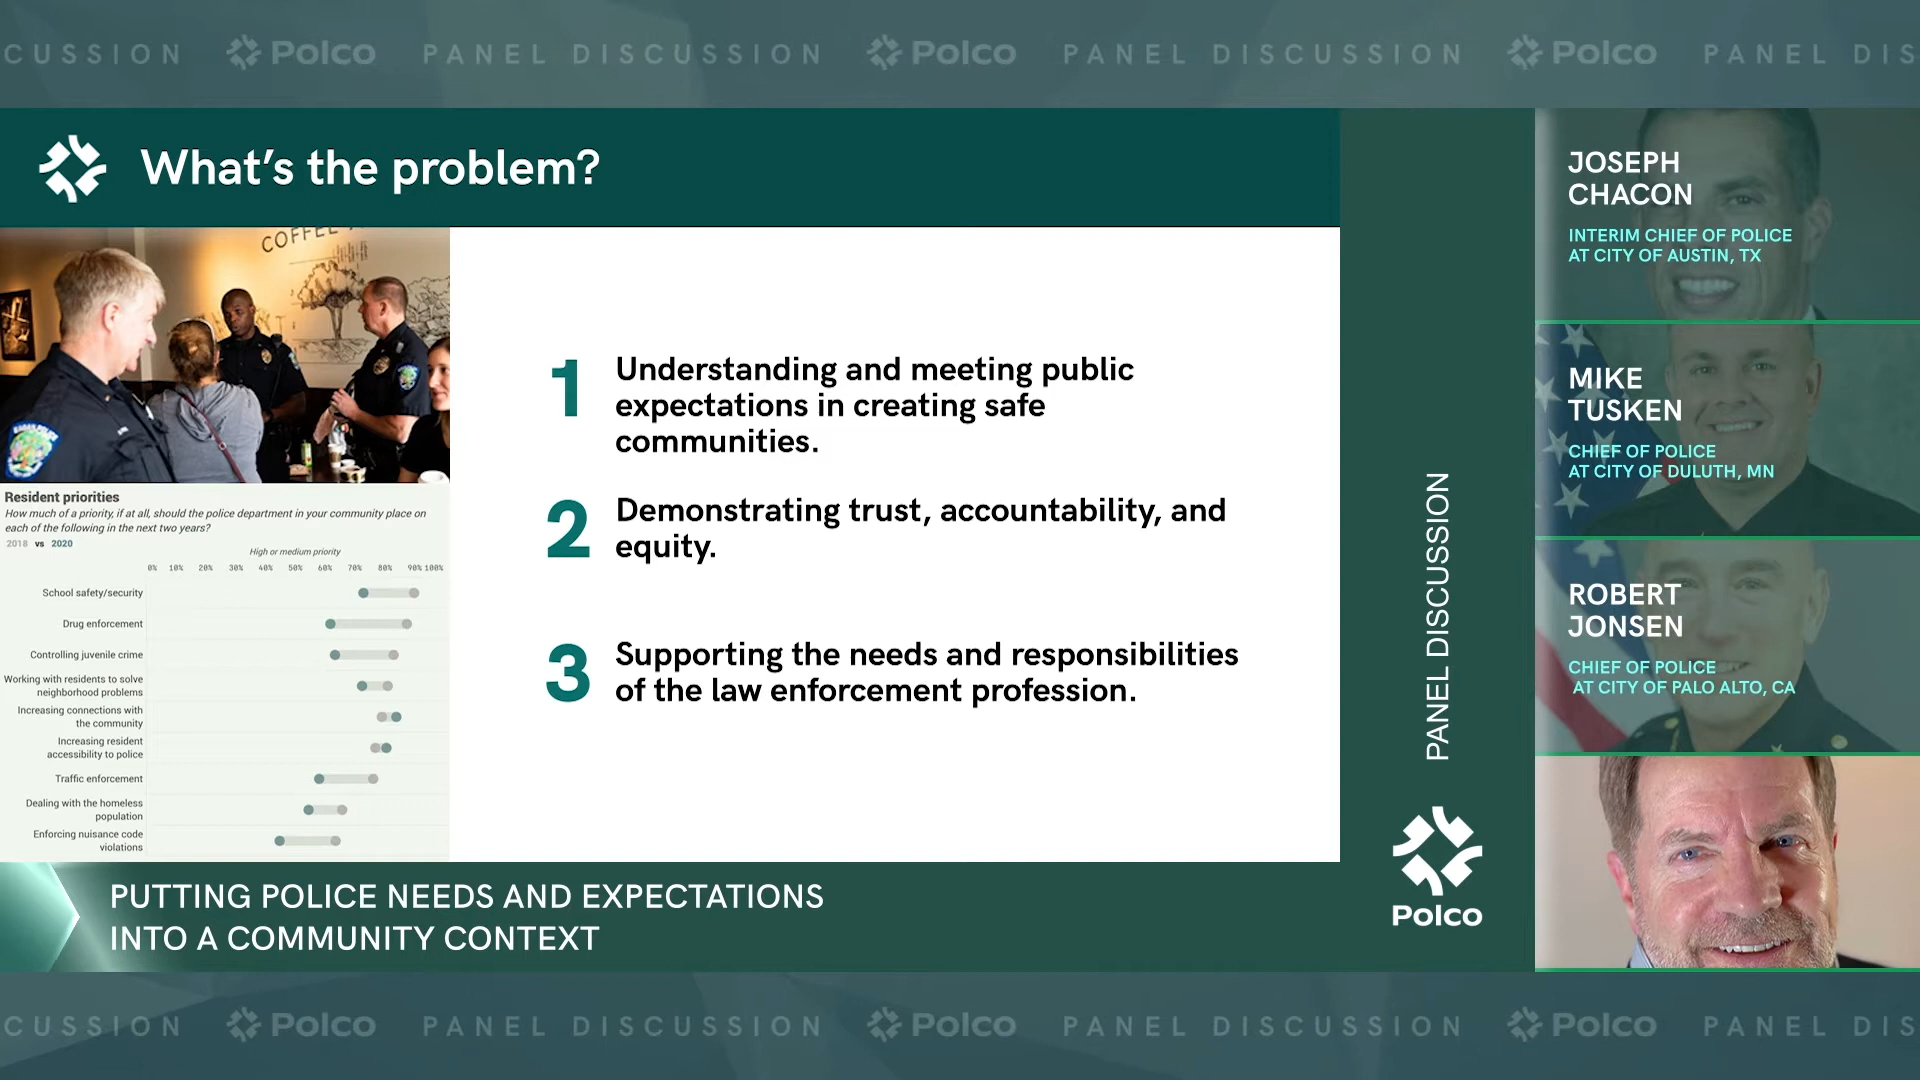 CUSSION Polco PANEL DISCUSSION Polco PANEL DISCUSSION Polco PANEL DIS
What's the problem?
COFFEE
Resident priorities
How much of a priority, if at all, should the police department in your community place on
each of the following in the next two years?
2018 vs 2020
High or medium priority
0% 10% 20% 30% 40% 50% 60% 70% 80% 90% 100%
School safety/security
Drug enforcement
Controlling juvenile crime
Working with residents to solve
neighborhood problems
Increasing connections with
the community
Increasing resident
accessibility to police
Traffic enforcement
Dealing with the homeless
population
Enforcing nuisance code
violations
1 Understanding and meeting public
expectations in creating safe
communities.
2 Demonstrating trust, accountability, and
equity.
3 Supporting the needs and responsibilities
of the law enforcement profession.
PANEL DISCUSSION
Polco
JOSEPH
CHACON
INTERIM CHIEF OF POLICE
AT CITY OF AUSTIN, TX
MIKE
TUSKEN
CHIEF OF POLICE
AT CITY OF DULUTH, MN
ROBERT
JONSEN
CHIEF OF POLICE
AT CITY OF PALO ALTO, CA
PUTTING POLICE NEEDS AND EXPECTATIONS
INTO A COMMUNITY CONTEXT
CUSSION Polco PANEL DISCUSSION Polco PANEL DISCUSSION Polco PANEL DIS